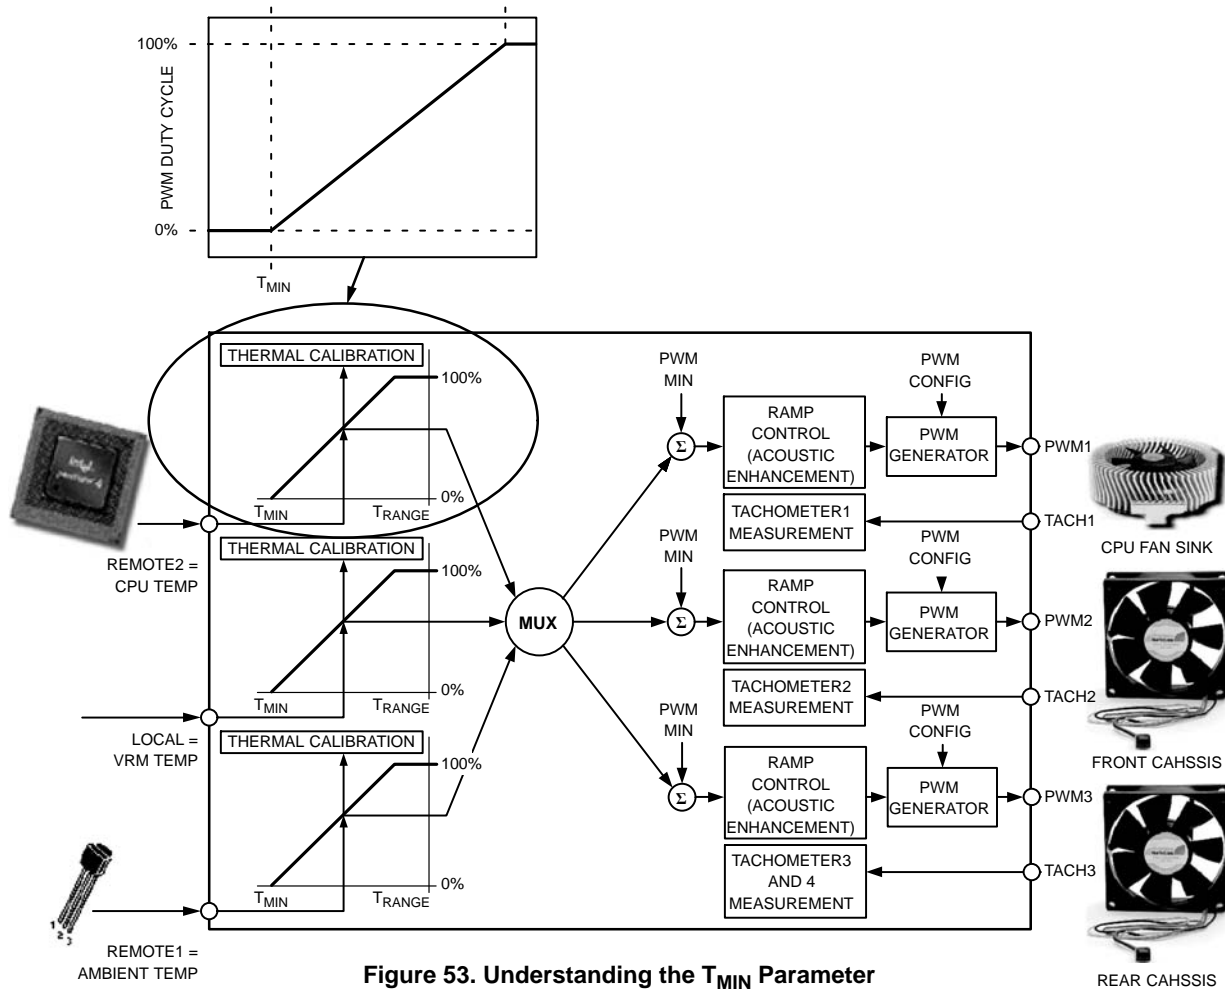 100%
PWM DUTY CYCLE
0%
TMIN
THERMAL CALIBRATION
100%
0%
TMIN
TRANGE
REMOTE2 =
CPU TEMP
THERMAL CALIBRATION
100%
0%
TMIN
TRANGE
LOCAL =
VRM TEMP
THERMAL CALIBRATION
100%
0%
TMIN
TRANGE
REMOTE1 =
AMBIENT TEMP
1
2
3
intel
MUX
PWM
MIN
Σ
RAMP
CONTROL
(ACOUSTIC
ENHANCEMENT)
PWM
CONFIG
PWM
GENERATOR
PWM1
TACHOMETER1
MEASUREMENT
TACH1
CPU FAN SINK
PWM
MIN
Σ
RAMP
CONTROL
(ACOUSTIC
ENHANCEMENT)
PWM
CONFIG
PWM
GENERATOR
PWM2
TACHOMETER2
MEASUREMENT
TACH2
FRONT CAHSSIS
PWM
MIN
Σ
RAMP
CONTROL
(ACOUSTIC
ENHANCEMENT)
PWM
CONFIG
PWM
GENERATOR
PWM3
TACHOMETER3
AND 4
MEASUREMENT
TACH3
REAR CAHSSIS
Figure 53. Understanding the TMIN Parameter